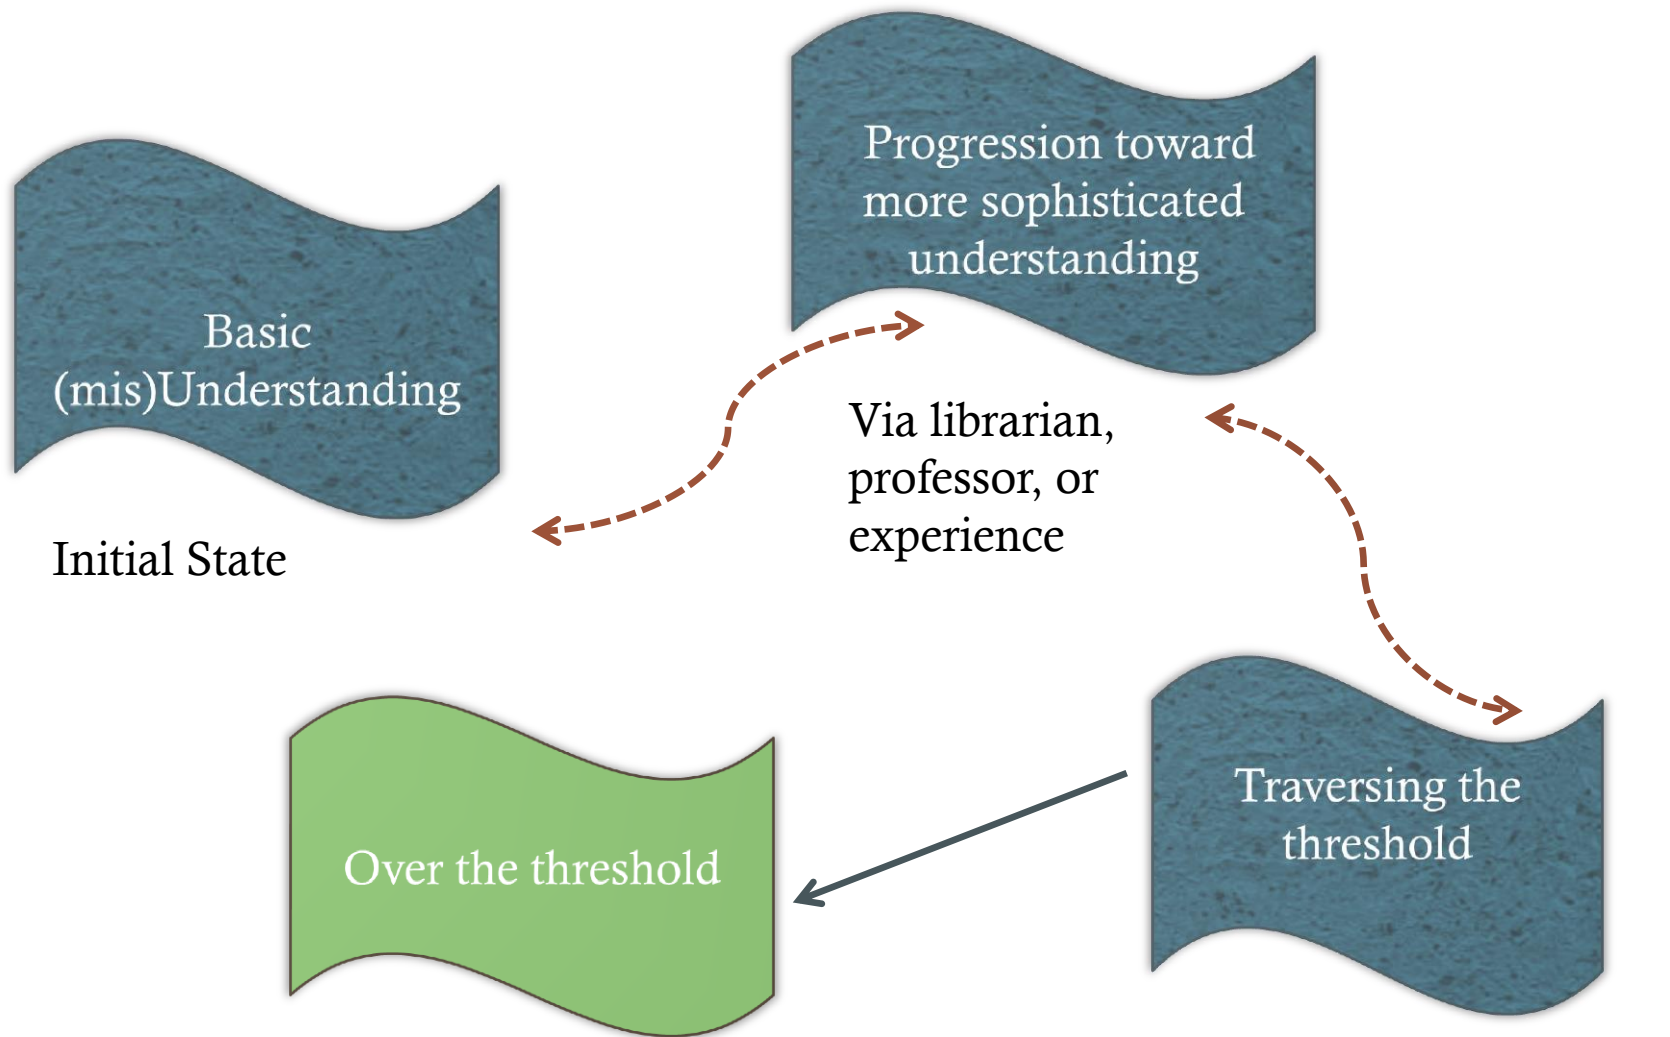 Basic
(mis)Understanding
Initial State
Progression toward
more sophisticated
understanding
Via librarian,
professor, or
experience
Traversing the
threshold
Over the threshold